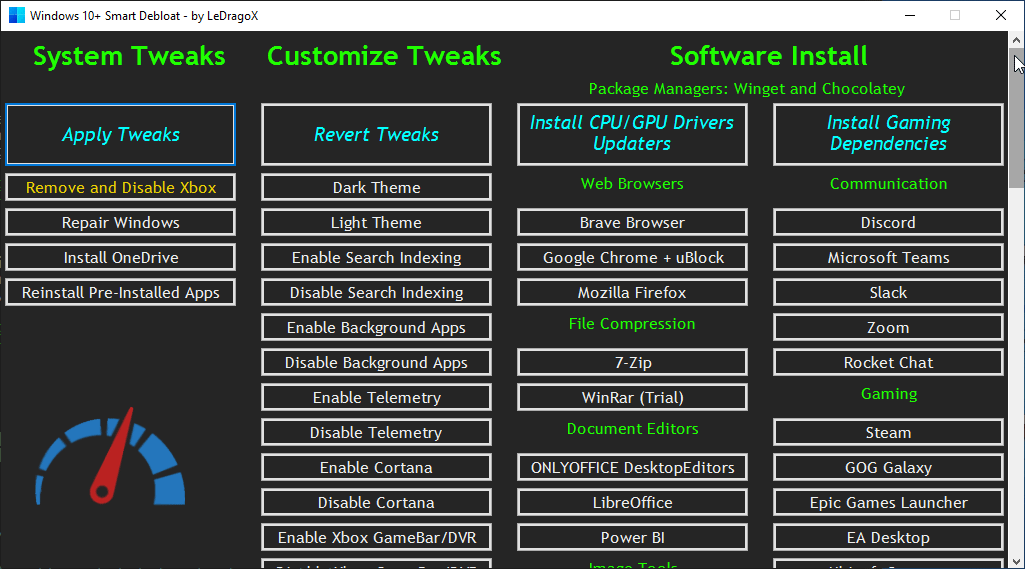 Windows 10+ Smart Debloat - by LeDragoX
System Tweaks
Apply Tweaks
Remove and Disable Xbox
Repair Windows
Install OneDrive
Reinstall Pre-Installed Apps
Customize Tweaks
Revert Tweaks
Dark Theme
Light Theme
Enable Search Indexing
Disable Search Indexing
Enable Background Apps
Disable Background Apps
Enable Telemetry
Disable Telemetry
Enable Cortana
Disable Cortana
Enable Xbox GameBar/DVR
Software Install
Package Managers: Winget and Chocolatey
Install CPU/GPU Drivers
Updaters
Web Browsers
Brave Browser
Google Chrome + uBlock
Mozilla Firefox
File Compression
7-Zip
WinRar (Trial)
Document Editors
ONLYOFFICE DesktopEditors
LibreOffice
Power BI
Image Tools
Install Gaming
Dependencies
Communication
Discord
Microsoft Teams
Slack
Zoom
Rocket Chat
Gaming
Steam
GOG Galaxy
Epic Games Launcher
EA Desktop